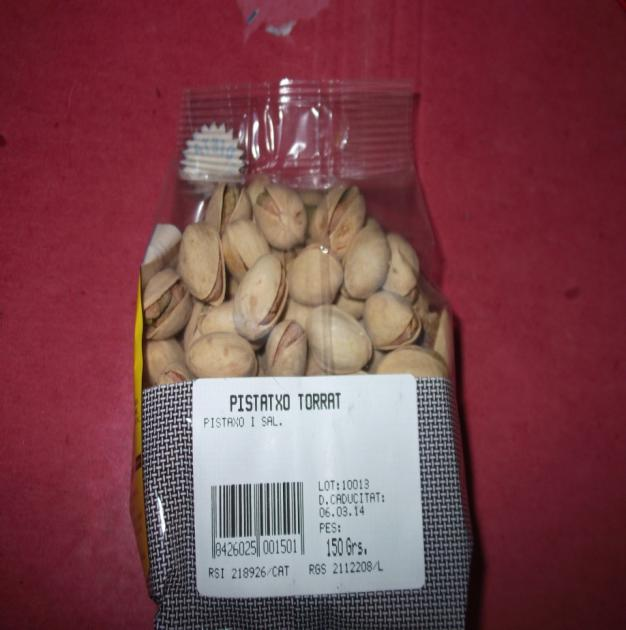 PISTATXO TORRAT
PISTAXO I SAL.
LOT:10013
D.CADUCITAT:
06.03.14
PES:
150 Grs.
8426025 001501
RSI 218926/CAT RGS 2112208/L